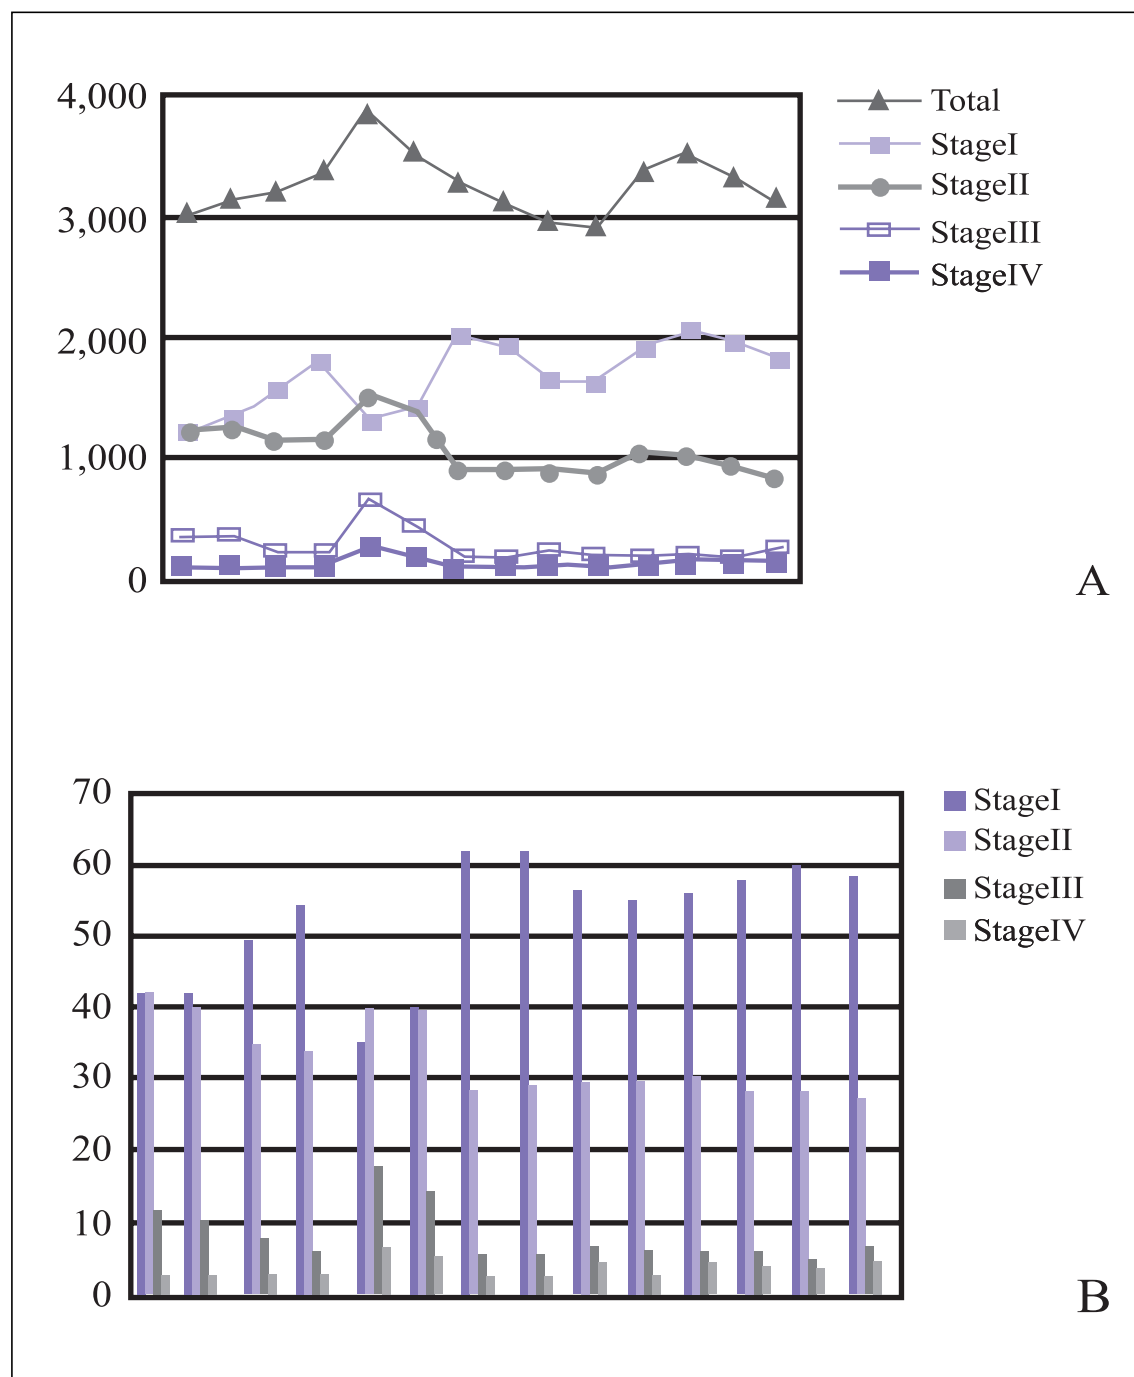 4,000
3,000
2,000
1,000
0
Total
StageI
StageII
StageIII
StageIV
A
70
60
50
40
30
20
10
0
StageI
StageII
StageIII
StageIV
B